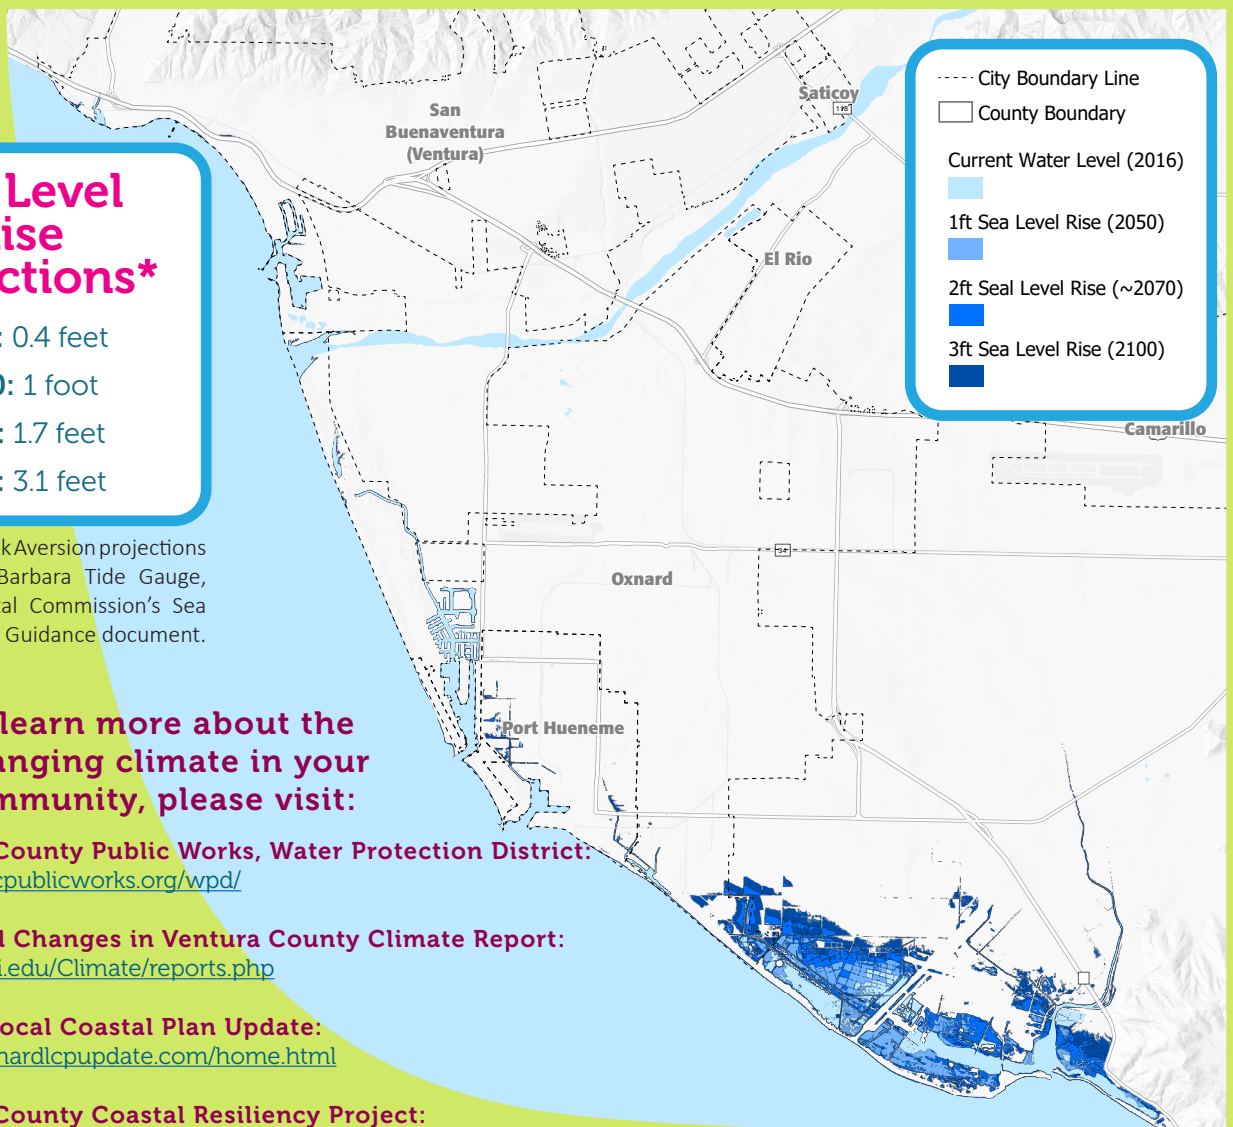 Level
ise
ctions*
: 0.4 feet
0: 1 foot
: 1.7 feet
: 3.1 feet
k Aversion projections
Barbara Tide Gauge,
tal Commission's Sea
Guidance document.
learn more about the
anging climate in your
mmunity, please visit:
County Public Works, Water Protection District:
cpublicworks.org/wpd/
l Changes in Ventura County Climate Report:
i.edu/Climate/reports.php
ocal Coastal Plan Update:
nardlcpupdate.com/home.html
County Coastal Resiliency Project:
San
Buenaventura
(Ventura)
Saticoy
118
El Rio
Camarillo
34
Oxnard
Port Hueneme
City Boundary Line
County Boundary
Current Water Level (2016)
1ft Sea Level Rise (2050)
2ft Seal Level Rise (~2070)
3ft Sea Level Rise (2100)